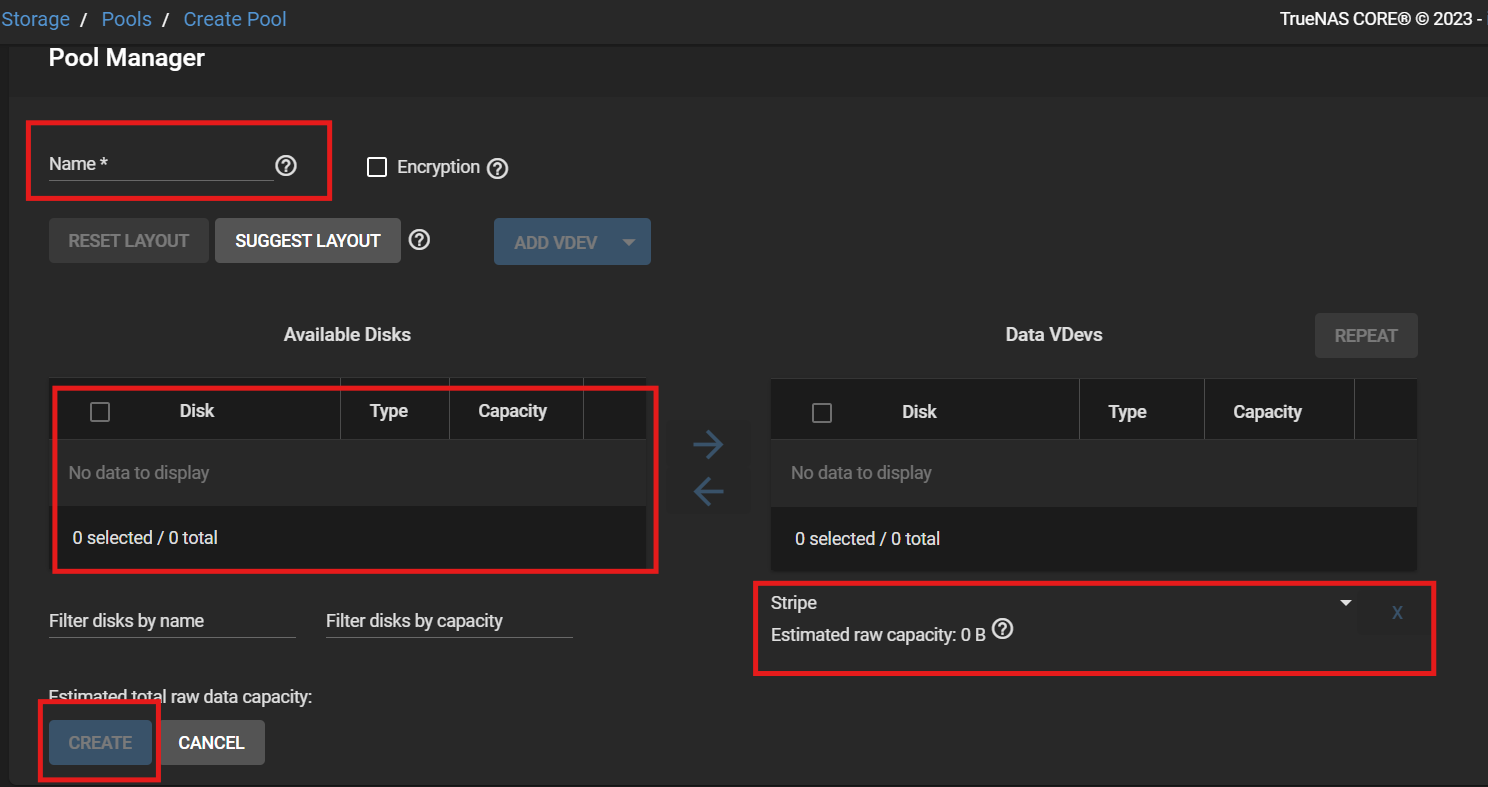 Storage / Pools / Create Pool
TrueNAS CORE® © 2023 -
Pool Manager
Name *
Encryption
RESET LAYOUT
SUGGEST LAYOUT
ADD VDEV
Available Disks
Data VDevs
REPEAT
Disk Type Capacity
Disk Type Capacity
No data to display
No data to display
0 selected / 0 total
0 selected / 0 total
Filter disks by name
Filter disks by capacity
Stripe
X
Estimated raw capacity: 0 B
Estimated total raw data capacity:
CREATE
CANCEL